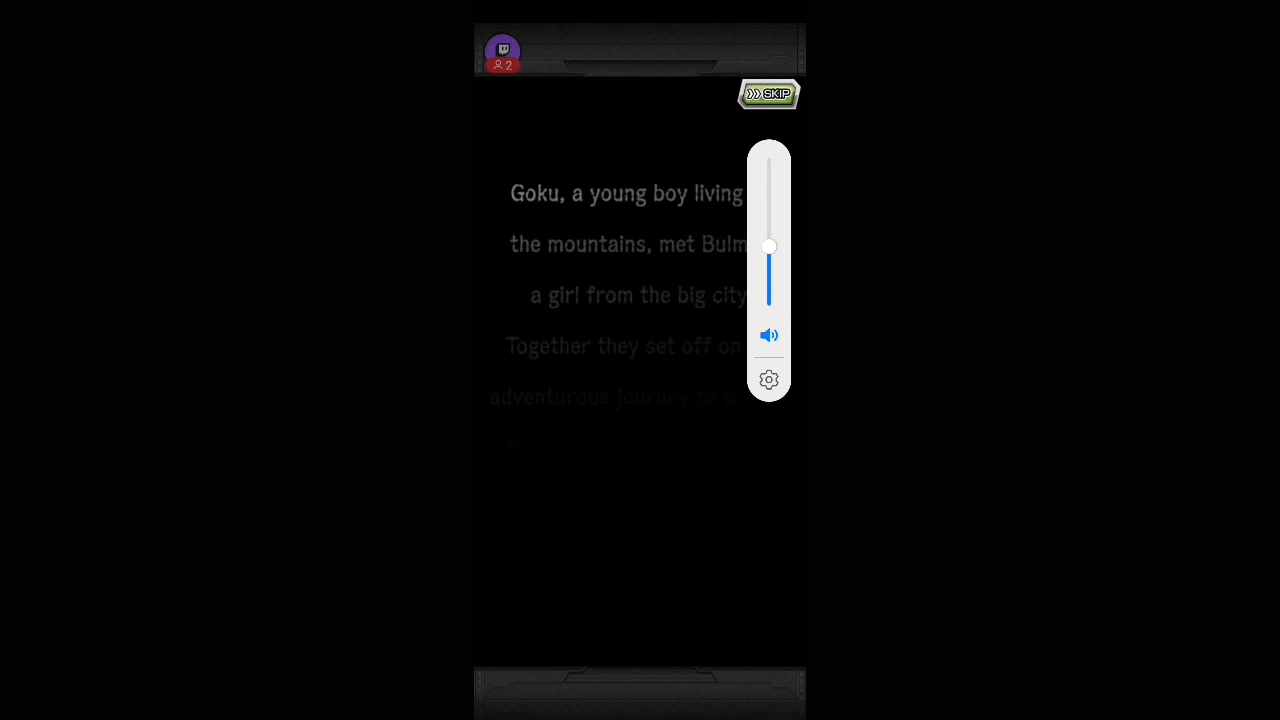 2
SKIP
Goku, a young boy living
the mountains, met Bulm
a girl from the big city
Together they set off on
adventurous journey to